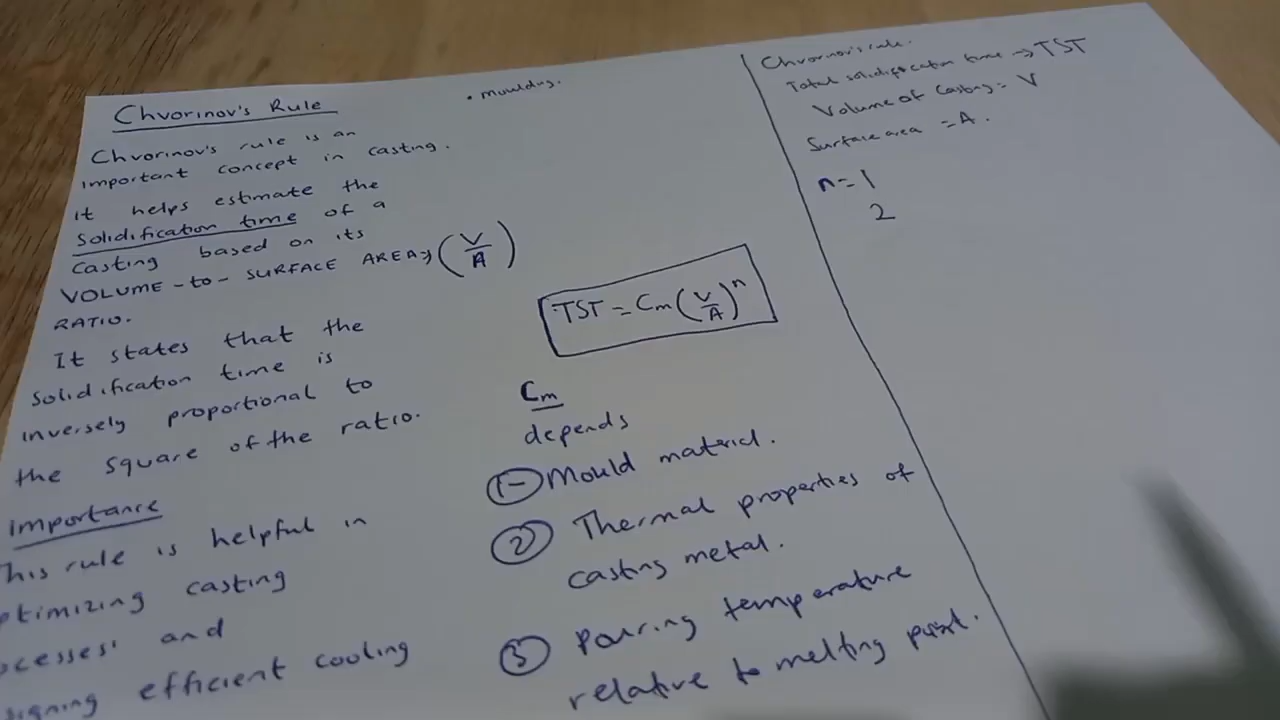 Chvorinov's Rule
Chvorinov's rule is an
important concept in casting.
It helps estimate the
Solidification time of a
casting based on its
VOLUME-to-SURFACE AREA (V/A)
RATIO.
It states that the
solidification time is
inversely proportional to
the square of the ratio.
importance
This rule is helpful in
optimizing casting
and
efficient cooling
• moulding.
TST = Cm (V/A)^n
Cm
depends
1- Mould material.
2) Thermal properties of
casting metal.
3) Pouring temperature
relative to melting point.
Chvorinov's rule.
Total solidification time → TST
Volume of Casting = V
Surface area = A.
n = 1
2